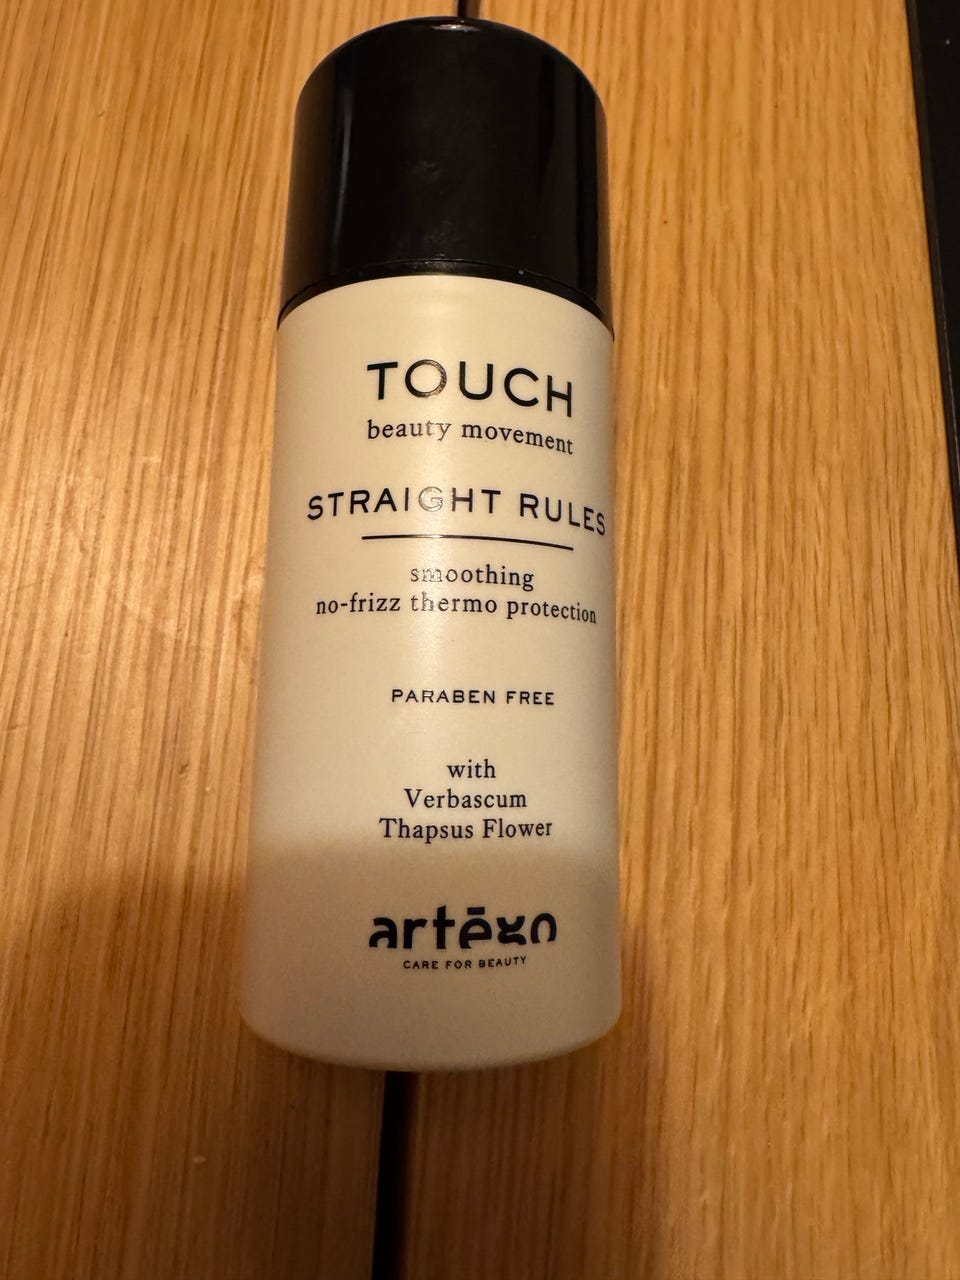 TOUCH
beauty movement
STRAIGHT RULES
smoothing
no-frizz thermo protection
PARABEN FREE
with
Verbascum
Thapsus Flower
artēgo
CARE FOR BEAUTY